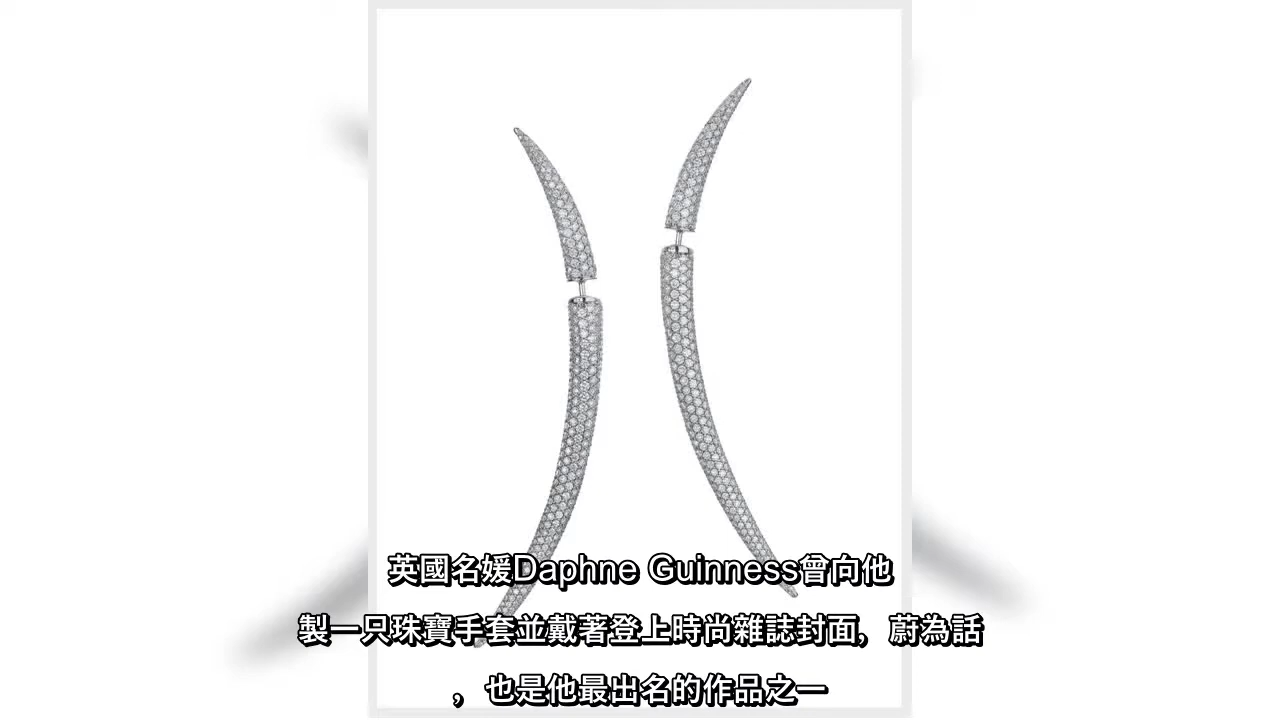 英國名媛Daphne Guinness曾向他
製一只珠寶手套並戴著登上時尚雜誌封面，蔚為話
，也是他最出名的作品之一